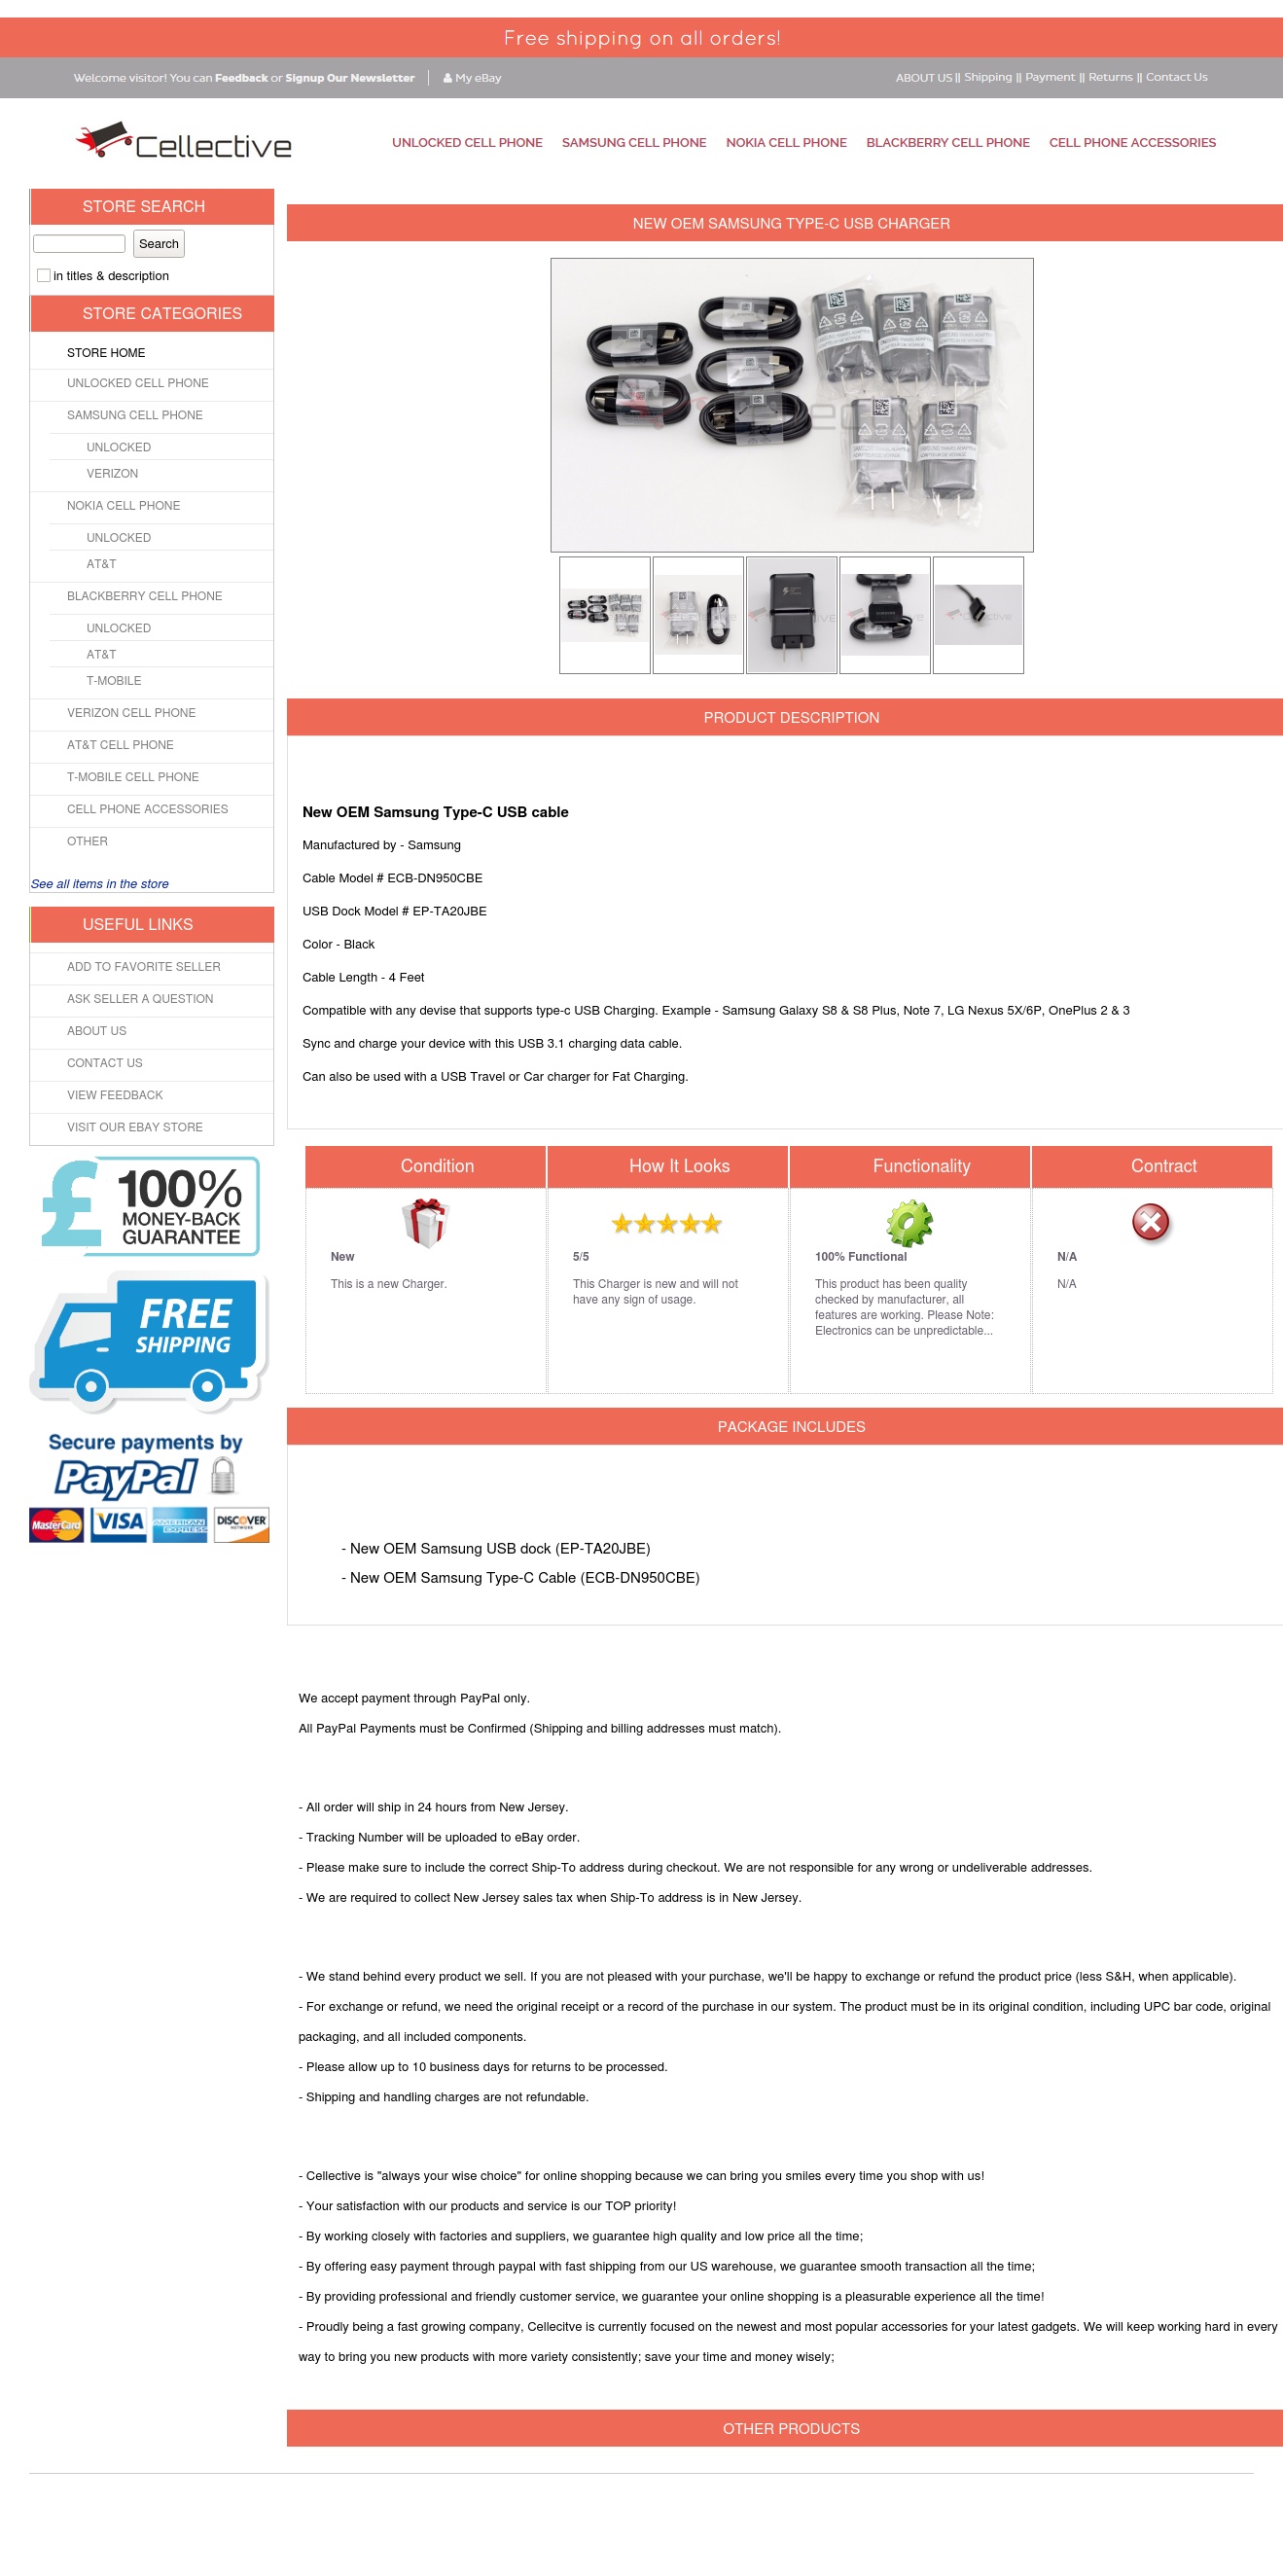 Free shipping on all orders!
Welcome visitor! You can Feedback or Signup Our Newsletter
My eBay
ABOUT US || Shipping || Payment || Returns || Contact Us
Cellective
UNLOCKED CELL PHONE
SAMSUNG CELL PHONE
NOKIA CELL PHONE
BLACKBERRY CELL PHONE
CELL PHONE ACCESSORIES
STORE SEARCH
Search
in titles & description
STORE CATEGORIES
STORE HOME
UNLOCKED CELL PHONE
SAMSUNG CELL PHONE
UNLOCKED
VERIZON
NOKIA CELL PHONE
UNLOCKED
AT&T
BLACKBERRY CELL PHONE
UNLOCKED
AT&T
T-MOBILE
VERIZON CELL PHONE
AT&T CELL PHONE
T-MOBILE CELL PHONE
CELL PHONE ACCESSORIES
OTHER
See all items in the store
USEFUL LINKS
ADD TO FAVORITE SELLER
ASK SELLER A QUESTION
ABOUT US
CONTACT US
VIEW FEEDBACK
VISIT OUR EBAY STORE
£ 100%
MONEY-BACK
GUARANTEE
FREE
SHIPPING
Secure payments by
PayPal
MasterCard
VISA
AMERICAN EXPRESS
DISCOVER
NETWORK
NEW OEM SAMSUNG TYPE-C USB CHARGER
PRODUCT DESCRIPTION
New OEM Samsung Type-C USB cable
Manufactured by - Samsung
Cable Model # ECB-DN950CBE
USB Dock Model # EP-TA20JBE
Color - Black
Cable Length - 4 Feet
Compatible with any devise that supports type-c USB Charging. Example - Samsung Galaxy S8 & S8 Plus, Note 7, LG Nexus 5X/6P, OnePlus 2 & 3
Sync and charge your device with this USB 3.1 charging data cable.
Can also be used with a USB Travel or Car charger for Fat Charging.
Condition
New
This is a new Charger.
How It Looks
5/5
This Charger is new and will not
have any sign of usage.
Functionality
100% Functional
This product has been quality
checked by manufacturer, all
features are working. Please Note:
Electronics can be unpredictable...
Contract
N/A
N/A
PACKAGE INCLUDES
- New OEM Samsung USB dock (EP-TA20JBE)
- New OEM Samsung Type-C Cable (ECB-DN950CBE)
We accept payment through PayPal only.
All PayPal Payments must be Confirmed (Shipping and billing addresses must match).
- All order will ship in 24 hours from New Jersey.
- Tracking Number will be uploaded to eBay order.
- Please make sure to include the correct Ship-To address during checkout. We are not responsible for any wrong or undeliverable addresses.
- We are required to collect New Jersey sales tax when Ship-To address is in New Jersey.
- We stand behind every product we sell. If you are not pleased with your purchase, we'll be happy to exchange or refund the product price (less S&H, when applicable).
- For exchange or refund, we need the original receipt or a record of the purchase in our system. The product must be in its original condition, including UPC bar code, original
packaging, and all included components.
- Please allow up to 10 business days for returns to be processed.
- Shipping and handling charges are not refundable.
- Cellective is "always your wise choice" for online shopping because we can bring you smiles every time you shop with us!
- Your satisfaction with our products and service is our TOP priority!
- By working closely with factories and suppliers, we guarantee high quality and low price all the time;
- By offering easy payment through paypal with fast shipping from our US warehouse, we guarantee smooth transaction all the time;
- By providing professional and friendly customer service, we guarantee your online shopping is a pleasurable experience all the time!
- Proudly being a fast growing company, Cellecitve is currently focused on the newest and most popular accessories for your latest gadgets. We will keep working hard in every
way to bring you new products with more variety consistently; save your time and money wisely;
OTHER PRODUCTS